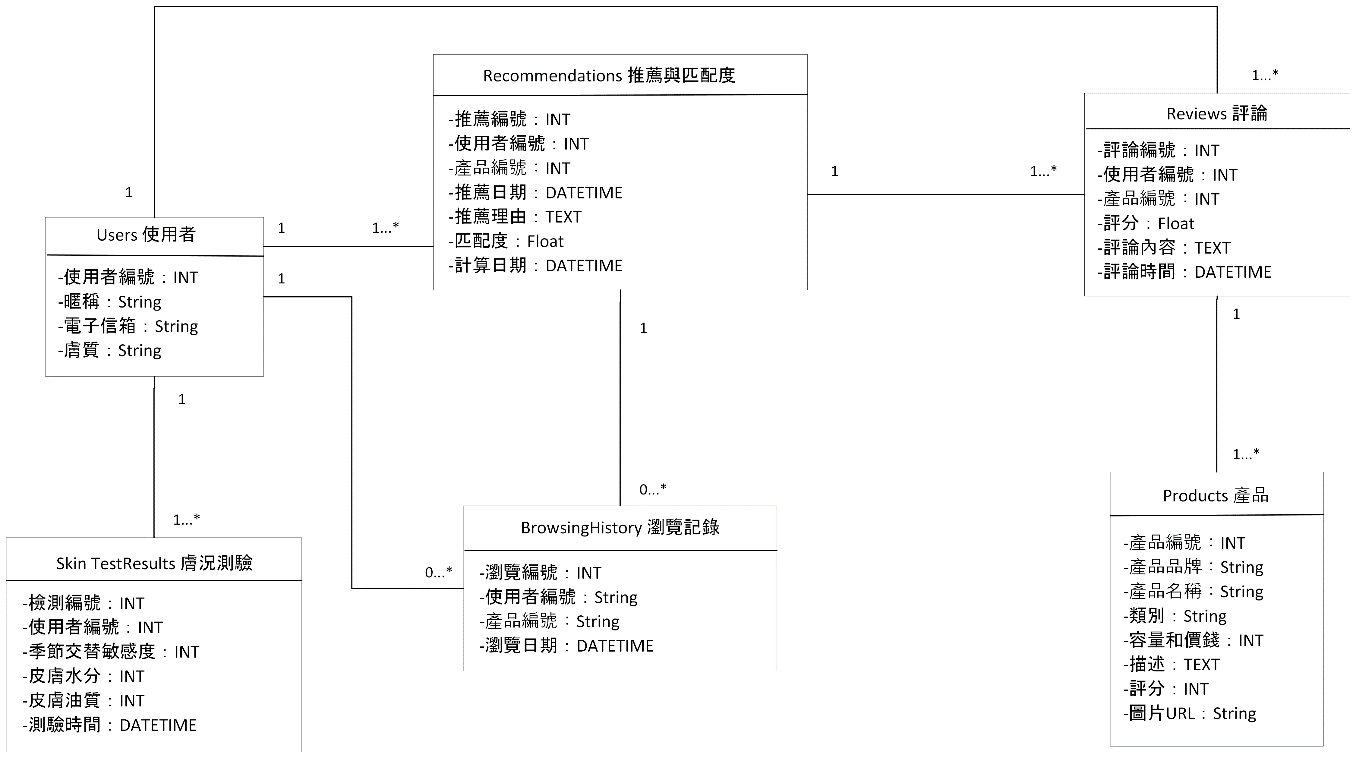 1...*
Recommendations 推薦與匹配度
-推薦編號：INT
-使用者編號：INT
-產品編號：INT
-推薦日期：DATETIME
-推薦理由：TEXT
-匹配度：Float
-計算日期：DATETIME
Reviews 評論
-評論編號：INT
-使用者編號：INT
-產品編號：INT
-評分：Float
-評論內容：TEXT
-評論時間：DATETIME
1
1...*
1
1
1...*
Users 使用者
-使用者編號：INT
-暱稱：String
-電子信箱：String
-膚質：String
1
1
1
1
1...*
0...*
1...*
0...*
Skin TestResults 膚況測驗
-檢測編號：INT
-使用者編號：INT
-季節交替敏感度：INT
-皮膚水分：INT
-皮膚油質：INT
-測驗時間：DATETIME
BrowsingHistory 瀏覽記錄
-瀏覽編號：INT
-使用者編號：String
-產品編號：String
-瀏覽日期：DATETIME
Products 產品
-產品編號：INT
-產品品牌：String
-產品名稱：String
-類別：String
-容量和價錢：INT
-描述：TEXT
-評分：INT
-圖片URL：String